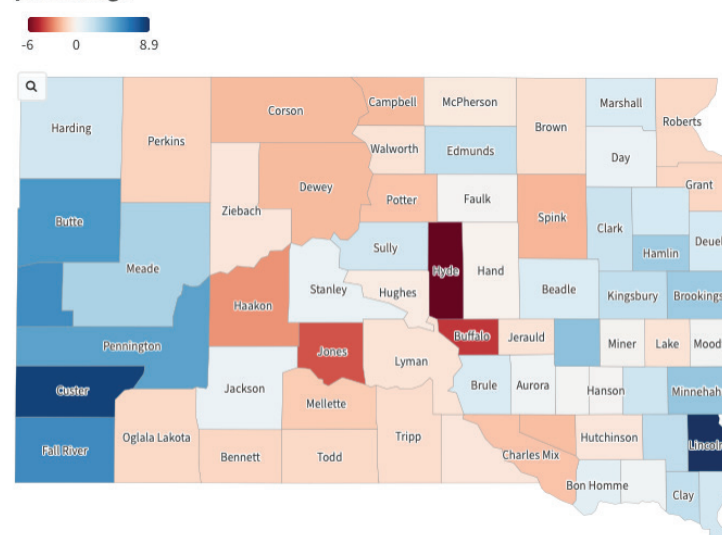 -6 0 8.9
Harding
Perkins
Corson
Campbell
McPherson
Brown
Marshall
Roberts
Walworth
Edmunds
Day
Dewey
Ziebach
Potter
Faulk
Grant
Spink
Butte
Clark
Deuel
Sully
Hamlin
Meade
Hyde
Hand
Stanley
Hughes
Beadle
Kingsbury
Brookings
Haakon
Buffalo
Jerauld
Miner
Lake
Mood
Pennington
Jones
Lyman
Custer
Jackson
Brule
Aurora
Hanson
Minnehah
Mellette
Oglala Lakota
Tripp
Hutchinson
Lincoln
Fall River
Bennett
Todd
Charles Mix
Bon Homme
Clay